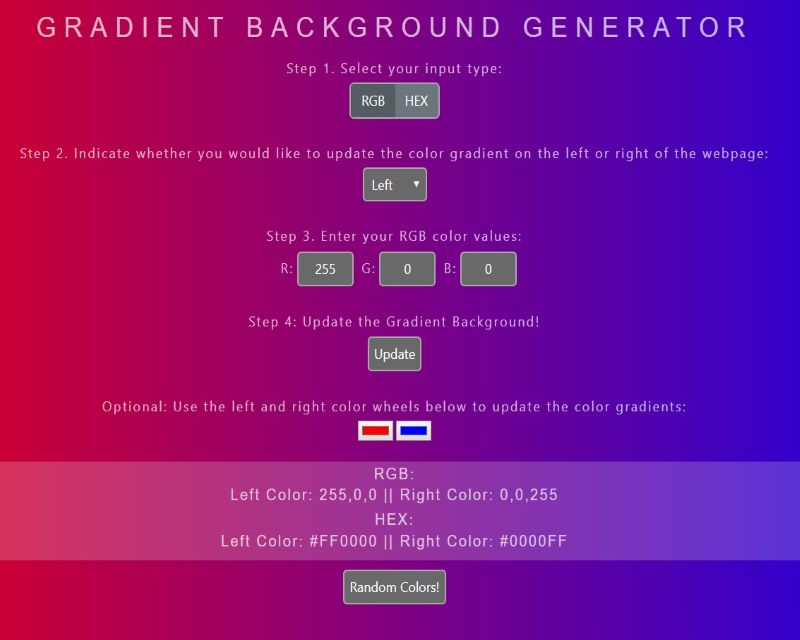 GRADIENT BACKGROUND GENERATOR
Step 1. Select your input type:
RGB HEX
Step 2. Indicate whether you would like to update the color gradient on the left or right of the webpage:
Left
Step 3. Enter your RGB color values:
R: 255 G: 0 B: 0
Step 4: Update the Gradient Background!
Update
Optional: Use the left and right color wheels below to update the color gradients:
RGB:
Left Color: 255,0,0 || Right Color: 0,0,255
HEX:
Left Color: #FF0000 || Right Color: #0000FF
Random Colors!